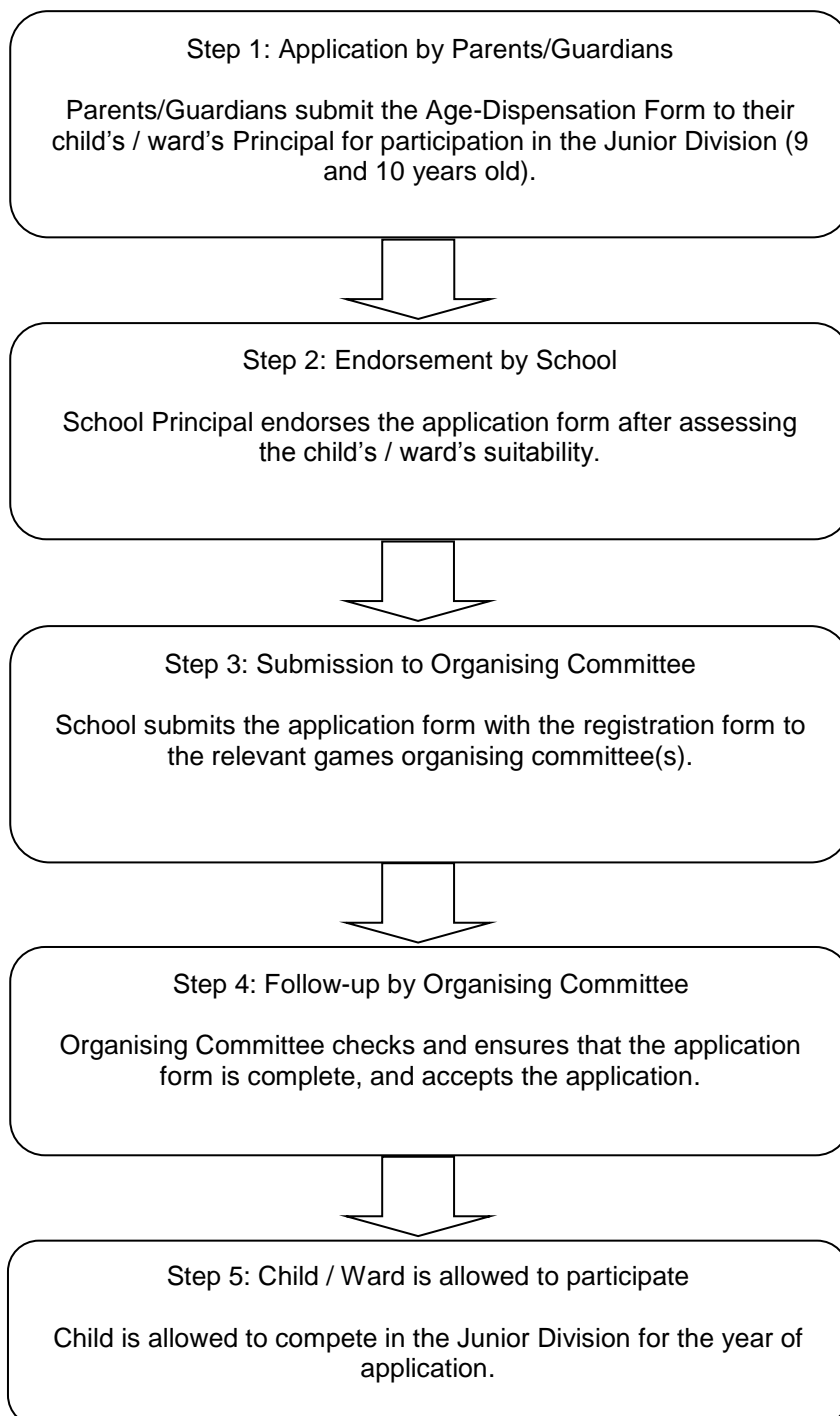 Step 1: Application by Parents/Guardians
Parents/Guardians submit the Age-Dispensation Form to their
child’s / ward’s Principal for participation in the Junior Division (9
and 10 years old).
Step 2: Endorsement by School
School Principal endorses the application form after assessing
the child’s / ward’s suitability.
Step 3: Submission to Organising Committee
School submits the application form with the registration form to
the relevant games organising committee(s).
Step 4: Follow-up by Organising Committee
Organising Committee checks and ensures that the application
form is complete, and accepts the application.
Step 5: Child / Ward is allowed to participate
Child is allowed to compete in the Junior Division for the year of
application.